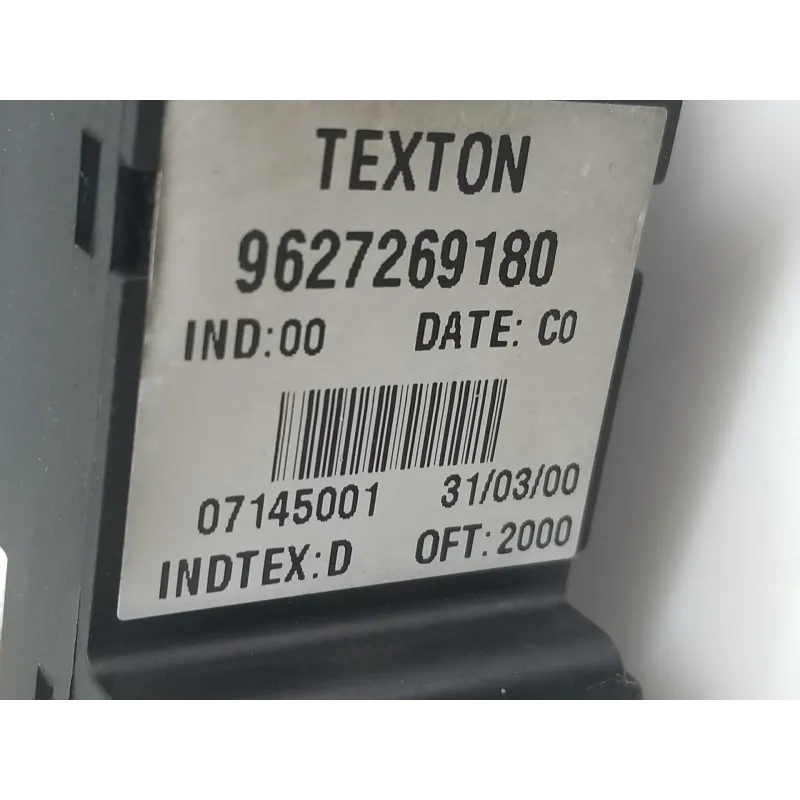 TEXTON
9627269180
IND:00 DATE: C0
07145001 31/03/00
INDTEX:D OFT: 2000